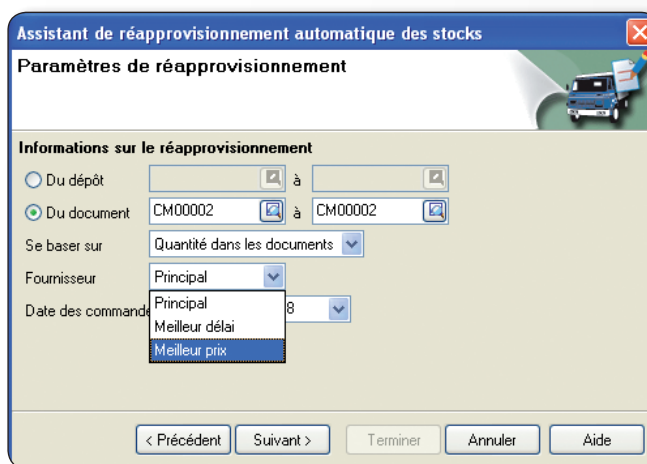 Assistant de réapprovisionnement automatique des stocks
Paramètres de réapprovisionnement
Informations sur le réapprovisionnement
Du dépôt à
Du document CM00002 à CM00002
Se baser sur Quantité dans les documents
Fournisseur Principal
Principal
Date des commande 8
Meilleur délai
Meilleur prix
< Précédent Suivant > Terminer Annuler Aide